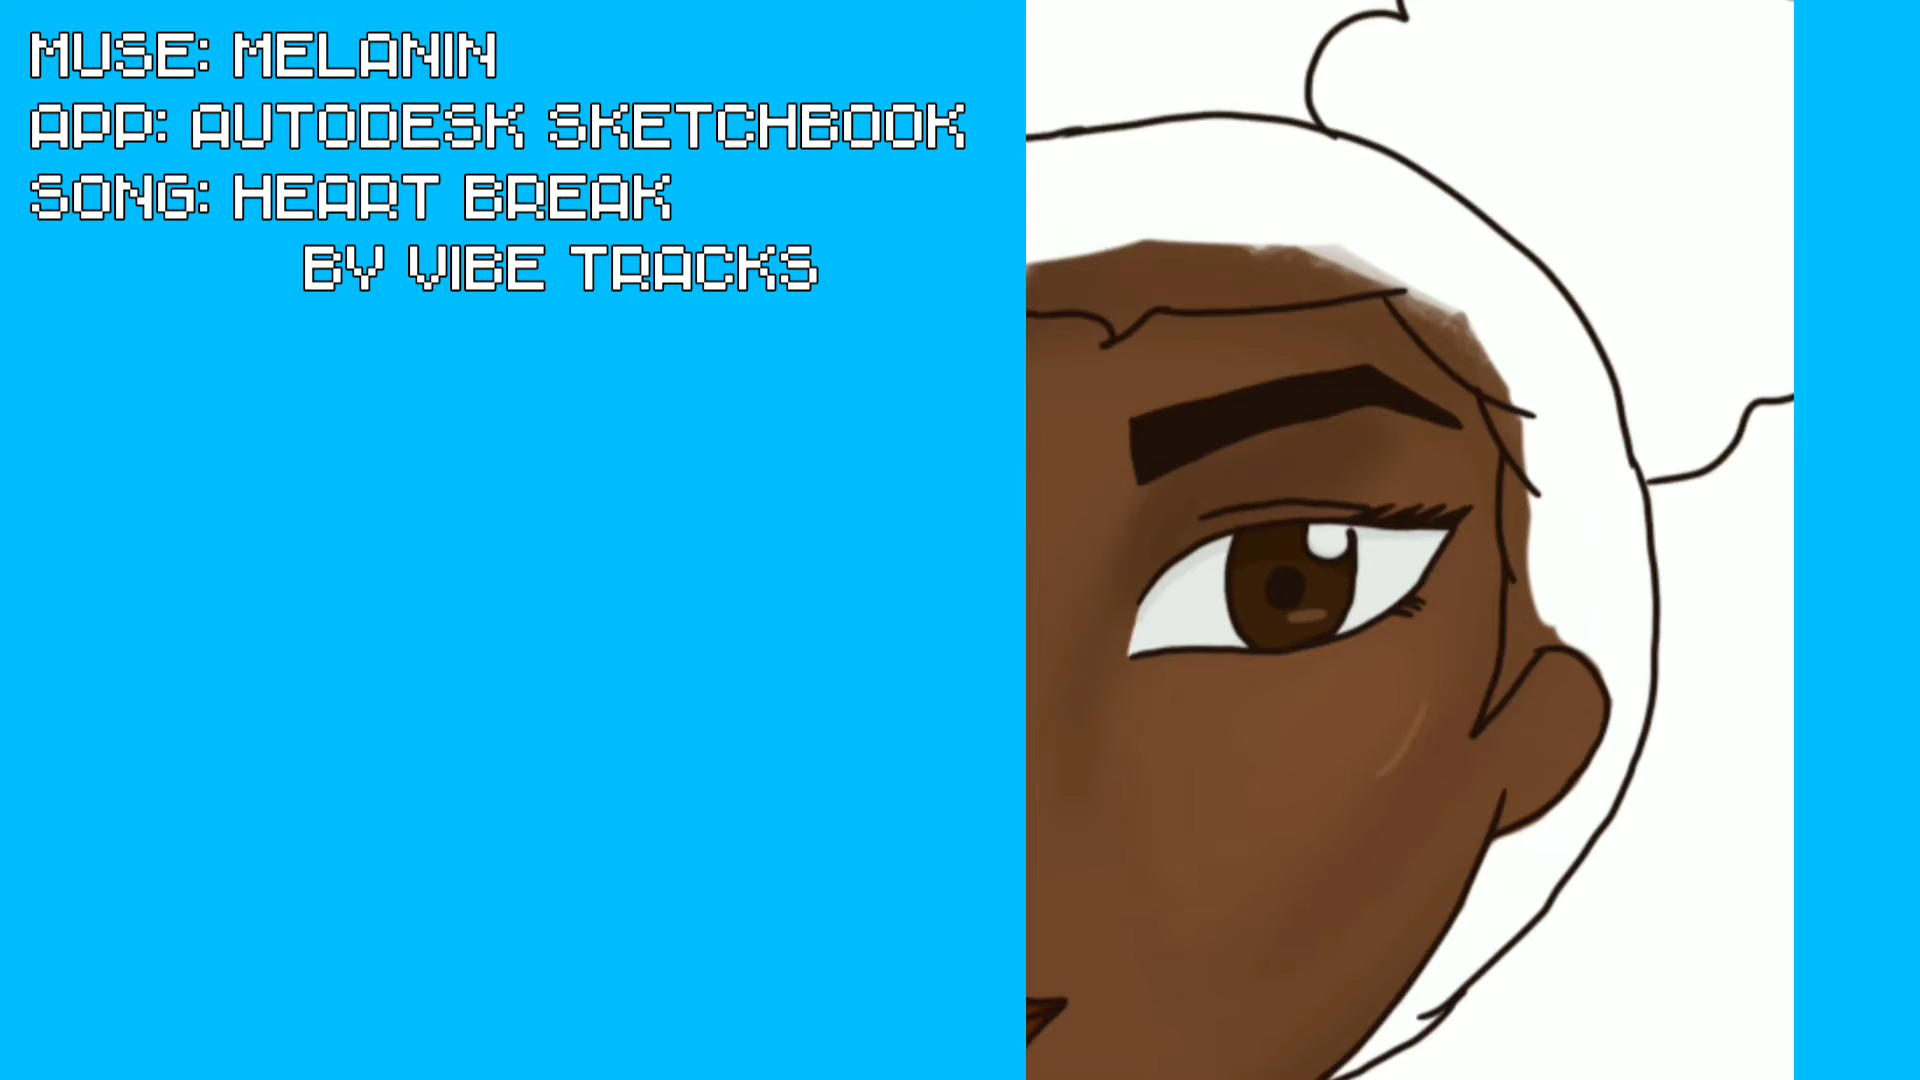 MUSE: MELANIN
APP: AUTODESK SKETCHBOOK
SONG: HEART BREAK
BY VIBE TRACKS